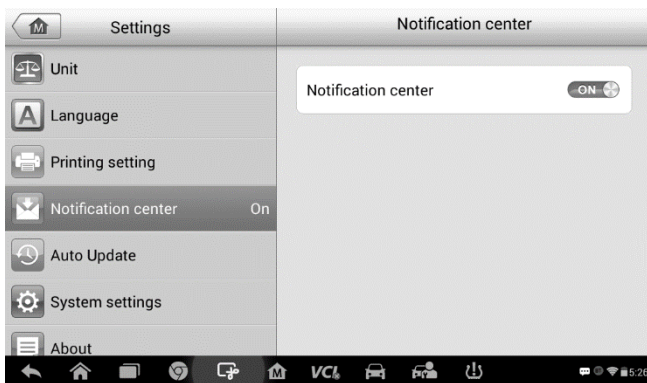 M
Settings
Notification center
Unit
Notification center
ON
A
Language
Printing setting
Notification center
On
Auto Update
System settings
About
M
VCI
5:26